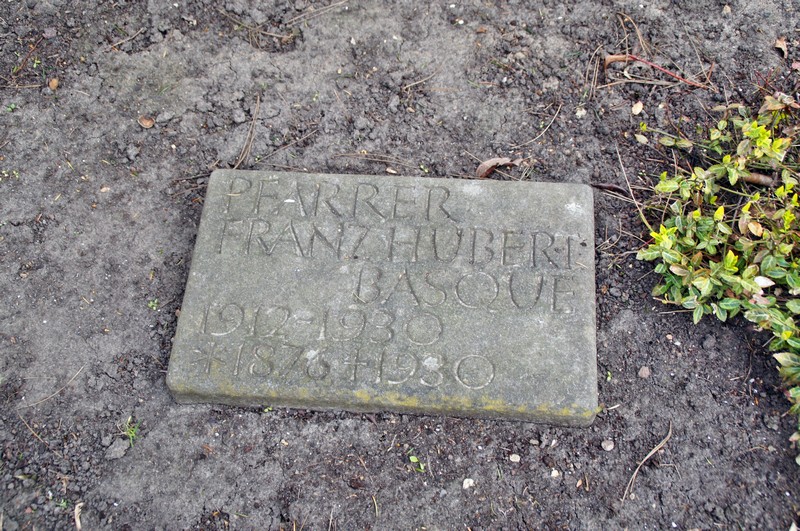 PFARRER
FRANZ HUBERT
BASQUE
1912-1930
*1876 +1930